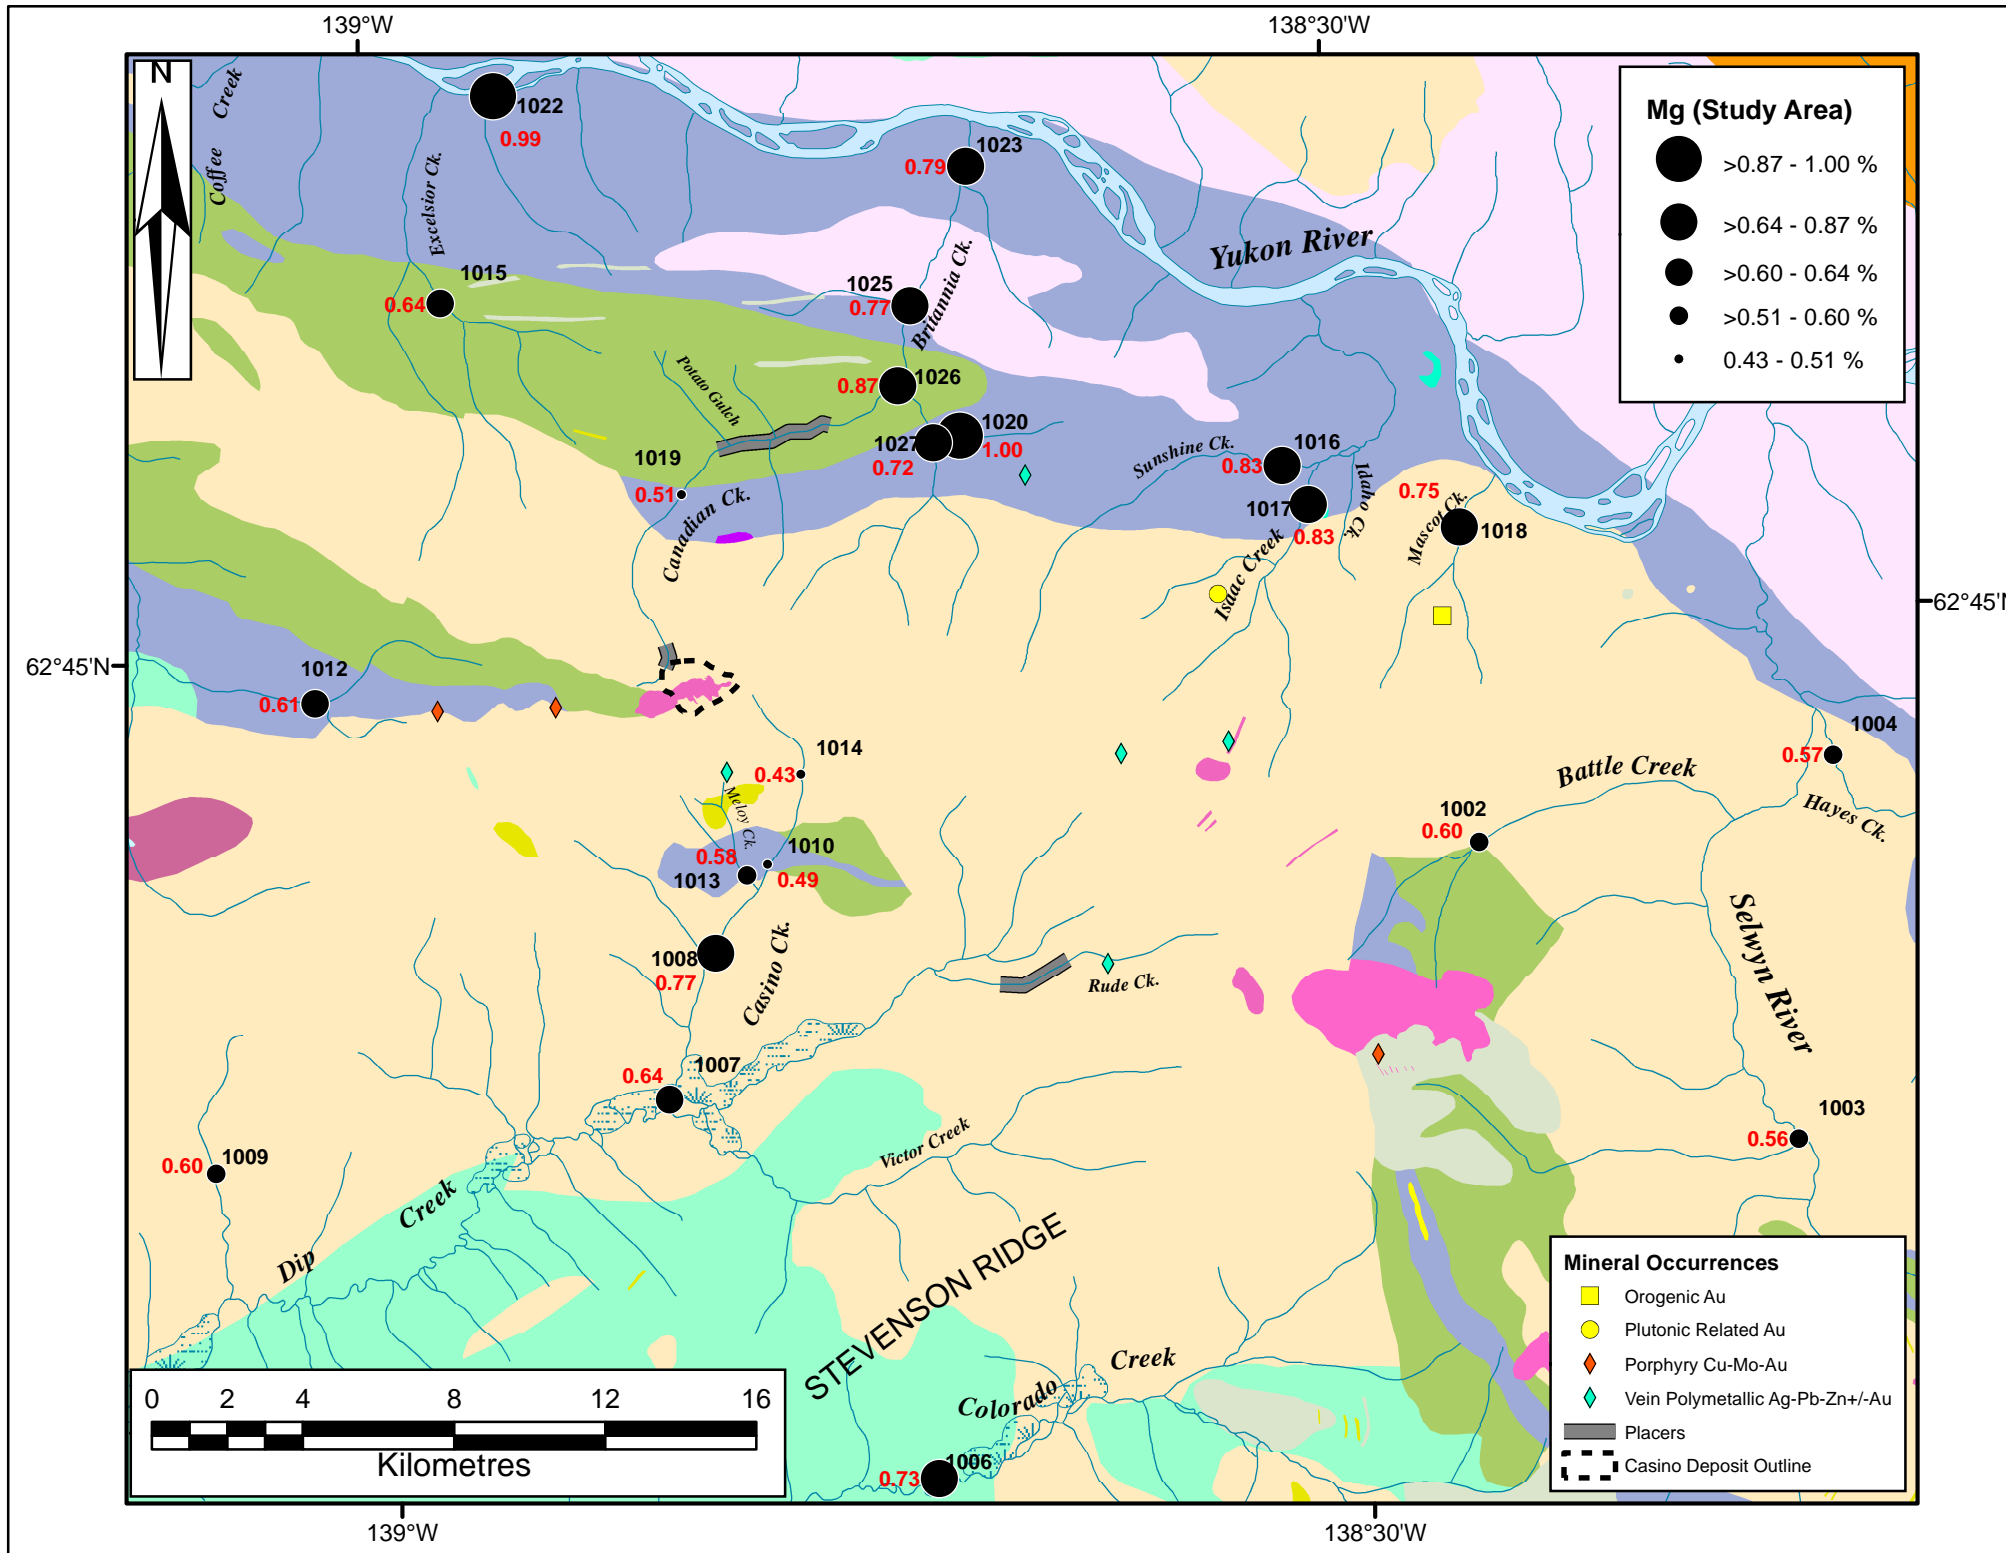 139°W
138°30'W
N
Coffee Creek
Excelsior Ck.
1022
0.99
1023
0.79
Mg (Study Area)
>0.87 - 1.00 %
>0.64 - 0.87 %
>0.60 - 0.64 %
>0.51 - 0.60 %
0.43 - 0.51 %
Yukon River
1015
0.64
1025
0.77
Britannia Ck.
Potato Gulch
1026
0.87
1020
1.00
1027
0.72
1019
0.51
Canadian Ck.
Sunshine Ck.
1016
0.83
1017
0.83
Idaho Ck.
Isaac Creek
0.75
Mascot Ck.
1018
62°45'N
62°45'N
1012
0.61
1014
0.43
Meloy Ck.
1004
0.57
Battle Creek
Hayes Ck.
1002
0.60
0.58
1013
1010
0.49
Selwyn River
1008
0.77
Casino Ck.
Rude Ck.
1007
0.64
1003
0.56
1009
0.60
Victor Creek
Dip Creek
STEVENSON RIDGE
Colorado Creek
1006
0.73
Mineral Occurrences
Orogenic Au
Plutonic Related Au
Porphyry Cu-Mo-Au
Vein Polymetallic Ag-Pb-Zn+/-Au
Placers
Casino Deposit Outline
0 2 4 8 12 16
Kilometres
139°W
138°30'W